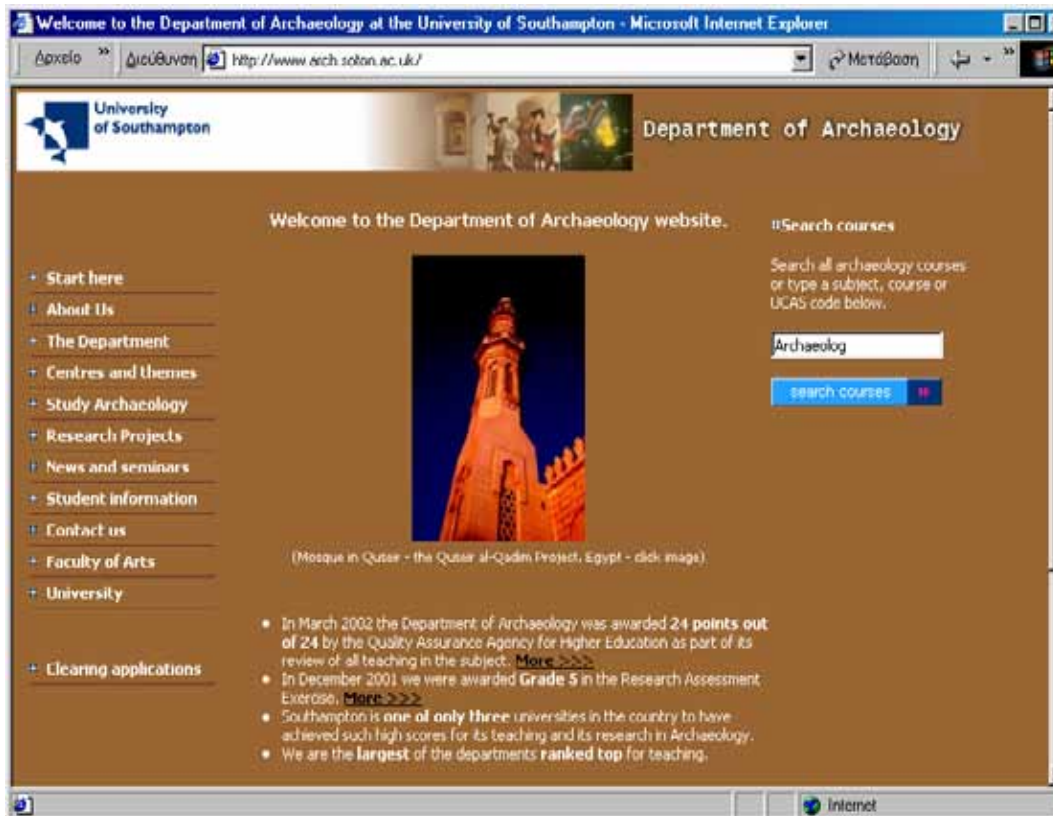 Welcome to the Department of Archaeology at the University of Southampton - Microsoft Internet Explorer
Αρχείο » Διεύθυνση http://www.arch.soton.ac.uk/ Μετάβαση »
University
of Southampton
Department of Archaeology
Welcome to the Department of Archaeology website.
Start here
About Us
The Department
Centres and themes
Study Archaeology
Research Projects
News and seminars
Student information
Contact us
Faculty of Arts
University
Clearing applications
(Mosque in Quseir - the Quseir al-Qadim Project, Egypt - click image)
In March 2002 the Department of Archaeology was awarded 24 points out
of 24 by the Quality Assurance Agency for Higher Education as part of its
review of all teaching in the subject. More >>>
In December 2001 we were awarded Grade 5 in the Research Assessment
Exercise. More >>>
Southampton is one of only three universities in the country to have
achieved such high scores for its teaching and its research in Archaeology.
We are the largest of the departments ranked top for teaching.
Search courses
Search all archaeology courses
or type a subject, course or
UCAS code below.
Archaeolog
search courses
Internet